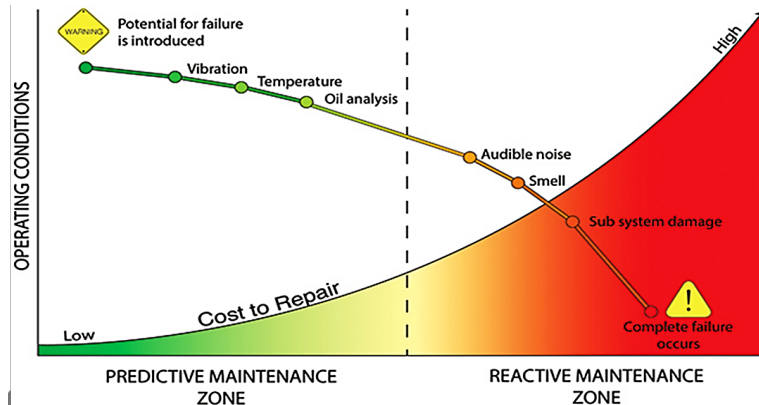 WARNING
Potential for failure
is introduced
Vibration
Temperature
Oil analysis
Audible noise
Smell
Sub system damage
Complete failure
occurs
!
High
Cost to Repair
Low
OPERATING CONDITIONS
PREDICTIVE MAINTENANCE
ZONE
REACTIVE MAINTENANCE
ZONE